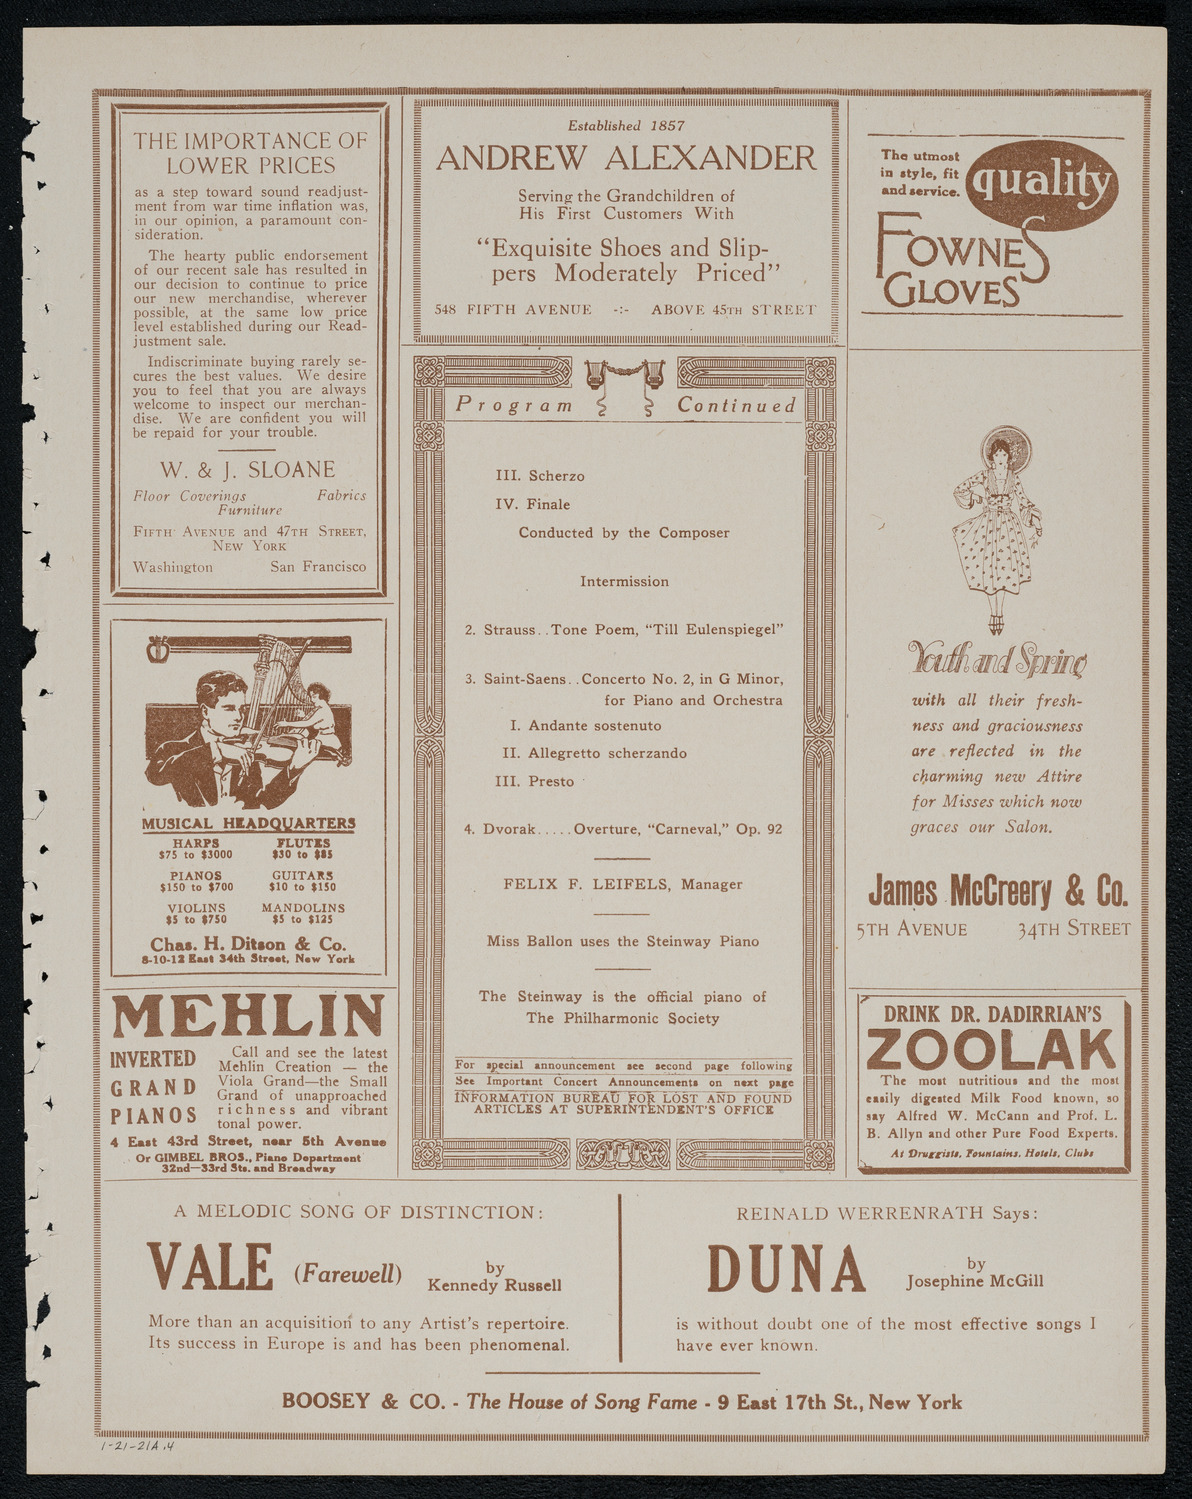 THE IMPORTANCE OF
LOWER PRICES
as a step toward sound readjust-
ment from war time inflation was,
in our opinion, a paramount con-
sideration.
The hearty public endorsement
of our recent sale has resulted in
our decision to continue to price
our new merchandise, wherever
possible, at the same low price
level established during our Read-
justment sale.
Indiscriminate buying rarely se-
cures the best values. We desire
you to feel that you are always
welcome to inspect our merchan-
dise. We are confident you will
be repaid for your trouble.
W. & J. SLOANE
Floor Coverings Fabrics
Furniture
FIFTH AVENUE and 47TH STREET,
NEW YORK
Washington San Francisco
MUSICAL HEADQUARTERS
HARPS FLUTES
$75 to $3000 $30 to $85
PIANOS GUITARS
$150 to $700 $10 to $150
VIOLINS MANDOLINS
$5 to $750 $5 to $125
Chas. H. Ditson & Co.
8-10-12 East 34th Street, New York
MEHLIN
INVERTED
GRAND
PIANOS
Call and see the latest
Mehlin Creation — the
Viola Grand—the Small
Grand of unapproached
richness and vibrant
tonal power.
4 East 43rd Street, near 5th Avenue
Or GIMBEL BROS., Piano Department
32nd—33rd Sts. and Broadway
Established 1857
ANDREW ALEXANDER
Serving the Grandchildren of
His First Customers With
“Exquisite Shoes and Slip-
pers Moderately Priced”
548 FIFTH AVENUE -:- ABOVE 45TH STREET
Program Continued
III. Scherzo
IV. Finale
Conducted by the Composer
Intermission
2. Strauss..Tone Poem, “Till Eulenspiegel”
3. Saint-Saens..Concerto No. 2, in G Minor,
for Piano and Orchestra
I. Andante sostenuto
II. Allegretto scherzando
III. Presto
4. Dvorak.....Overture, “Carneval,” Op. 92
FELIX F. LEIFELS, Manager
Miss Ballon uses the Steinway Piano
The Steinway is the official piano of
The Philharmonic Society
For special announcement see second page following
See Important Concert Announcements on next page
INFORMATION BUREAU FOR LOST AND FOUND
ARTICLES AT SUPERINTENDENT'S OFFICE
The utmost
in style, fit
and service.
quality
FOWNES
GLOVES
Youth and Spring
with all their fresh-
ness and graciousness
are reflected in the
charming new Attire
for Misses which now
graces our Salon.
James McCreery & Co.
5TH AVENUE 34TH STREET
DRINK DR. DADIRRIAN'S
ZOOLAK
The most nutritious and the most
easily digested Milk Food known, so
say Alfred W. McCann and Prof. L.
B. Allyn and other Pure Food Experts.
At Druggists, Fountains, Hotels, Clubs
A MELODIC SONG OF DISTINCTION:
VALE (Farewell) by
Kennedy Russell
More than an acquisition to any Artist's repertoire.
Its success in Europe is and has been phenomenal.
REINALD WERRENRATH Says:
DUNA by
Josephine McGill
is without doubt one of the most effective songs I
have ever known.
BOOSEY & CO. - The House of Song Fame - 9 East 17th St., New York
1-21-21A.4